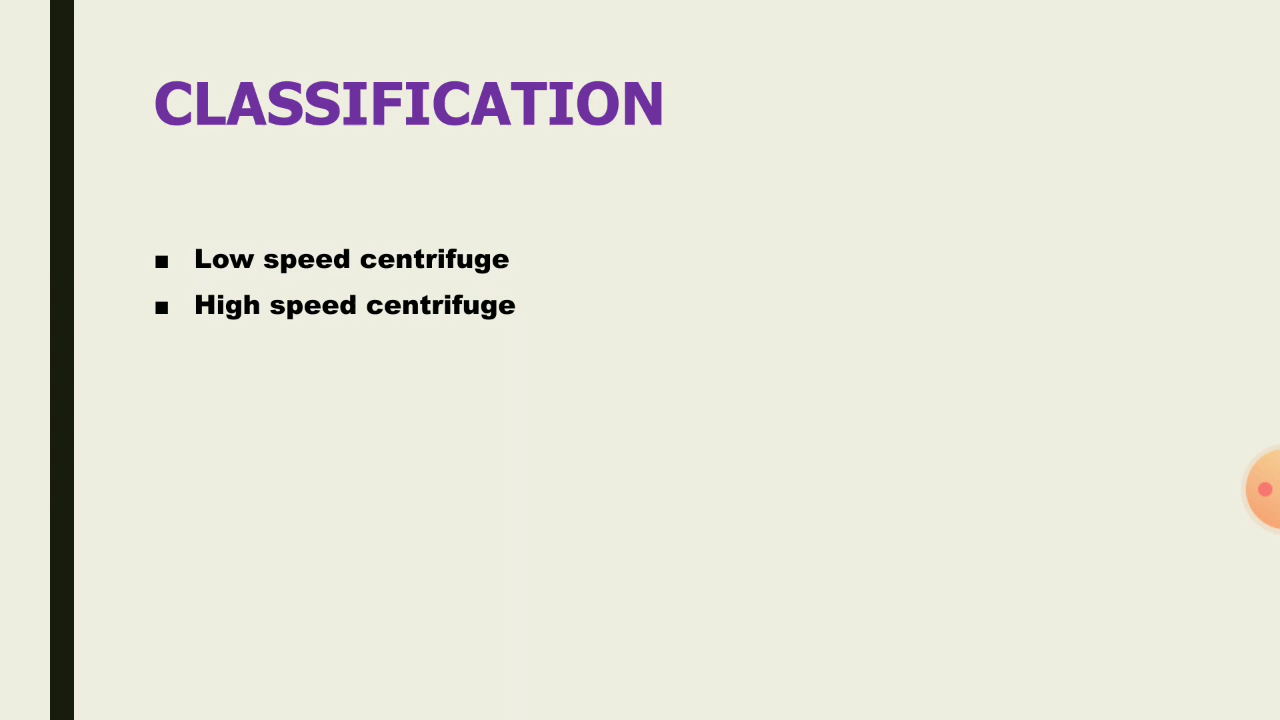 CLASSIFICATION
▪ Low speed centrifuge
▪ High speed centrifuge